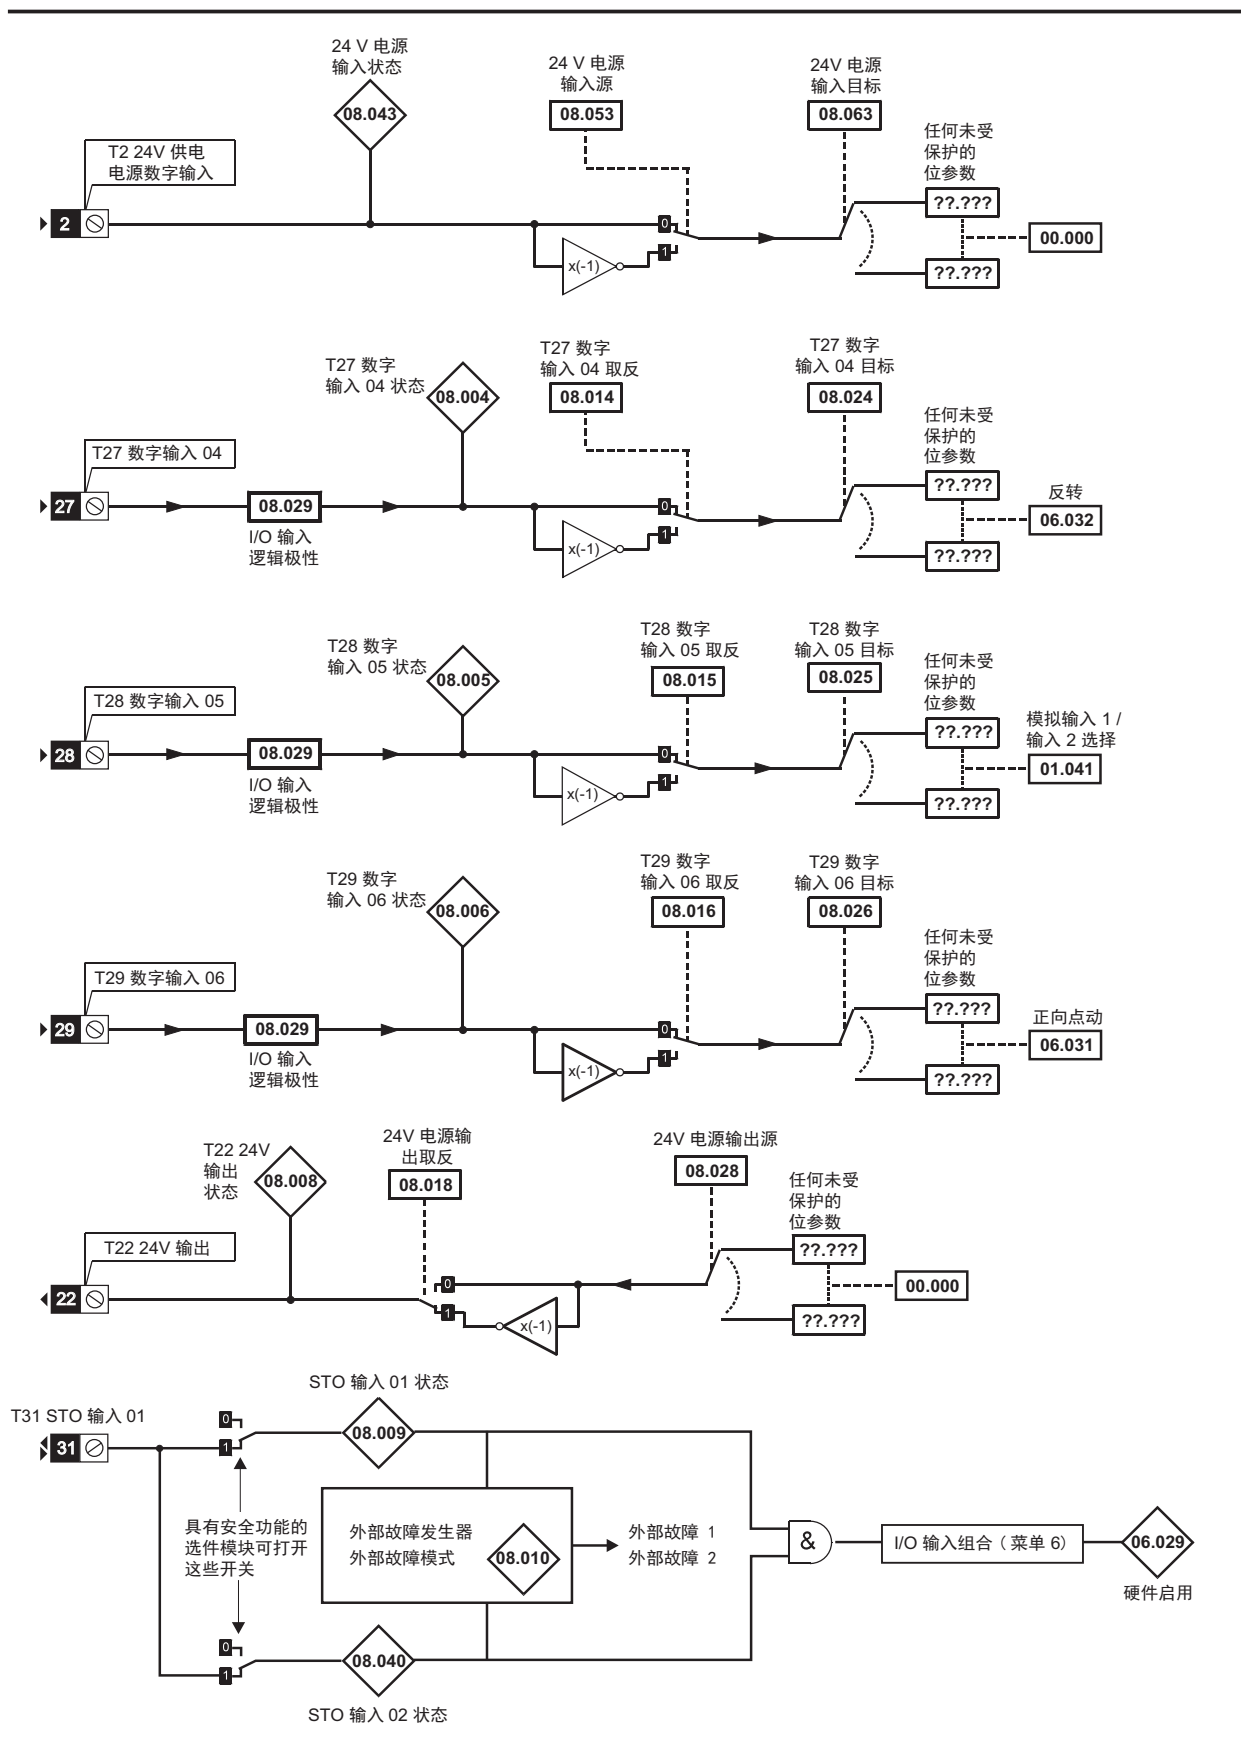 24 V 电源
输入状态
08.043
24 V 电源
输入源
08.053
24V 电源
输入目标
08.063
任何未受
保护的
位参数
T2 24V 供电
电源数字输入
2
0
1
x(-1)
??.???
??.???
00.000
T27 数字
输入 04 状态
08.004
T27 数字
输入 04 取反
08.014
T27 数字
输入 04 目标
08.024
任何未受
保护的
位参数
T27 数字输入 04
27
08.029
I/O 输入
逻辑极性
0
1
x(-1)
??.???
??.???
反转
06.032
T28 数字
输入 05 状态
08.005
T28 数字
输入 05 取反
08.015
T28 数字
输入 05 目标
08.025
任何未受
保护的
位参数
T28 数字输入 05
28
08.029
I/O 输入
逻辑极性
0
1
x(-1)
??.???
??.???
模拟输入 1 /
输入 2 选择
01.041
T29 数字
输入 06 状态
08.006
T29 数字
输入 06 取反
08.016
T29 数字
输入 06 目标
08.026
任何未受
保护的
位参数
T29 数字输入 06
29
08.029
I/O 输入
逻辑极性
0
1
x(-1)
??.???
??.???
正向点动
06.031
T22 24V
输出
状态
08.008
24V 电源输
出取反
08.018
24V 电源输出源
08.028
任何未受
保护的
位参数
T22 24V 输出
22
0
1
x(-1)
??.???
??.???
00.000
STO 输入 01 状态
T31 STO 输入 01
31
0
1
08.009
具有安全功能的
选件模块可打开
这些开关
外部故障发生器
外部故障模式
08.010
外部故障 1
外部故障 2
&
I/O 输入组合（菜单 6）
06.029
硬件启用
0
1
08.040
STO 输入 02 状态